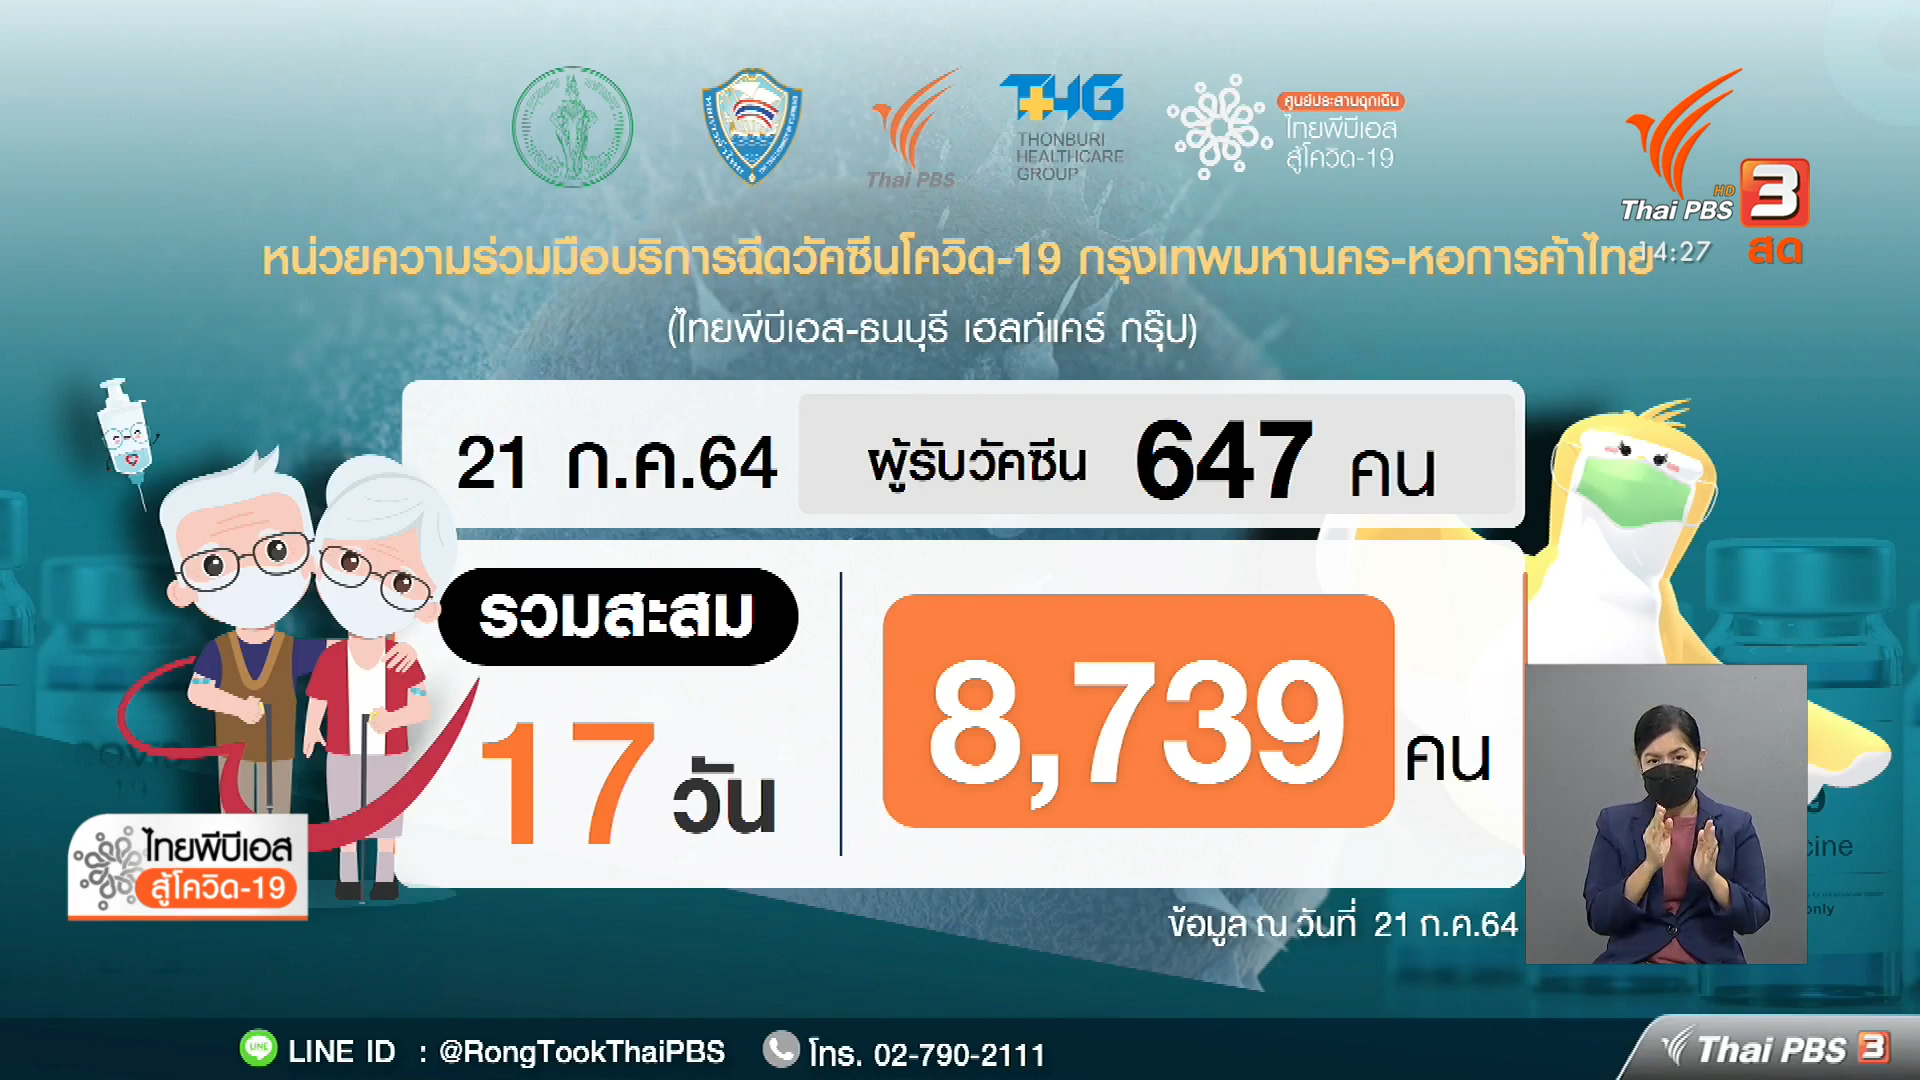 THG
THONBURI
HEALTHCARE
GROUP
Thai PBS
ศูนย์ประสานฉุกเฉิน
ไทยพีบีเอส
สู้โควิด-19
HD
Thai PBS 3
14:27 สด
หน่วยความร่วมมือบริการฉีดวัคซีนโควิด-19 กรุงเทพมหานคร-หอการค้าไทย
(ไทยพีบีเอส-ธนบุรี เฮลท์แคร์ กรุ๊ป)
21 ก.ค.64 ผู้รับวัคซีน 647 คน
รวมสะสม
17 วัน
8,739 คน
ไทยพีบีเอส
สู้โควิด-19
ข้อมูล ณ วันที่ 21 ก.ค.64
only
LINE
LINE ID : @RongTookThaiPBS
โทร. 02-790-2111
Thai PBS 3